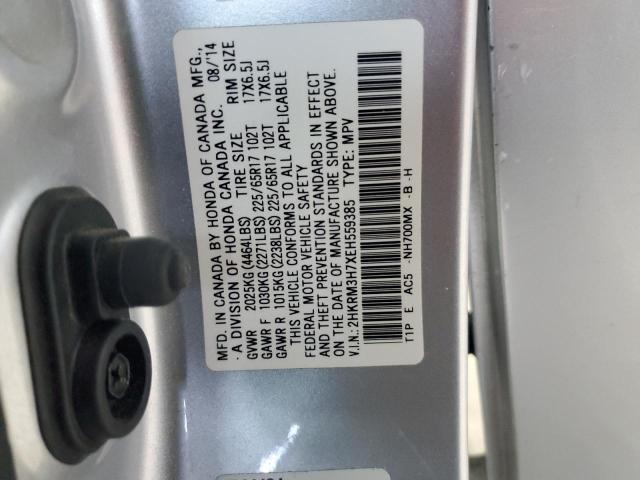 MFD. IN CANADA BY HONDA OF CANADA MFG.,
A DIVISION OF HONDA CANADA INC. 08/'14
TIRE SIZE RIM SIZE
GVWR 2025KG(4464LBS)
GAWR F 1030KG(2271LBS) 225/65R17 102T 17X6.5J
GAWR R 1015KG(2238LBS) 225/65R17 102T 17X6.5J
THIS VEHICLE CONFORMS TO ALL APPLICABLE
FEDERAL MOTOR VEHICLE SAFETY
AND THEFT PREVENTION STANDARDS IN EFFECT
ON THE DATE OF MANUFACTURE SHOWN ABOVE.
V.I.N.: 2HKRM3H7XEH559385 TYPE: MPV
T1P E AC5 -NH700MX -B -H